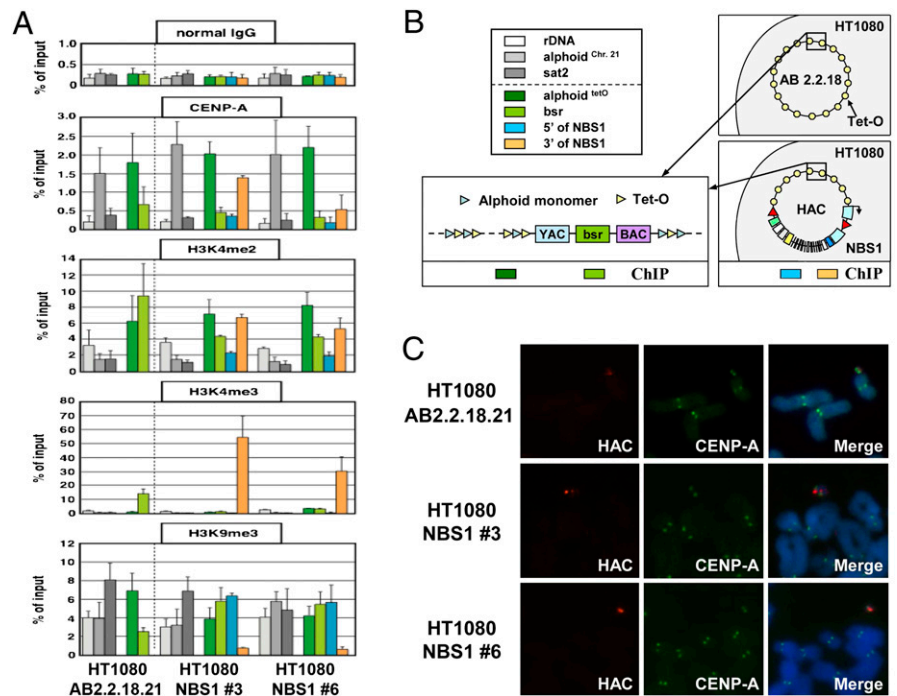 A
normal IgG
% of input
1.0
0.5
0.0
CENP-A
% of input
3.0
2.5
2.0
1.5
1.0
0.5
0
H3K4me2
% of input
14
12
10
8
6
4
2
0
H3K4me3
% of input
80
70
60
50
40
30
20
10
0
H3K9me3
% of input
12
10
8
6
4
2
0
HT1080
AB2.2.18.21
HT1080
NBS1 #3
HT1080
NBS1 #6
B
rDNA
alphoid Chr. 21
sat2
alphoid tetO
bsr
5' of NBS1
3' of NBS1
HT1080
AB 2.2.18
Tet-O
HT1080
HAC
NBS1
ChIP
Alphoid monomer
Tet-O
YAC
bsr
BAC
ChIP
C
HT1080
AB2.2.18.21
HAC
CENP-A
Merge
HT1080
NBS1 #3
HAC
CENP-A
Merge
HT1080
NBS1 #6
HAC
CENP-A
Merge